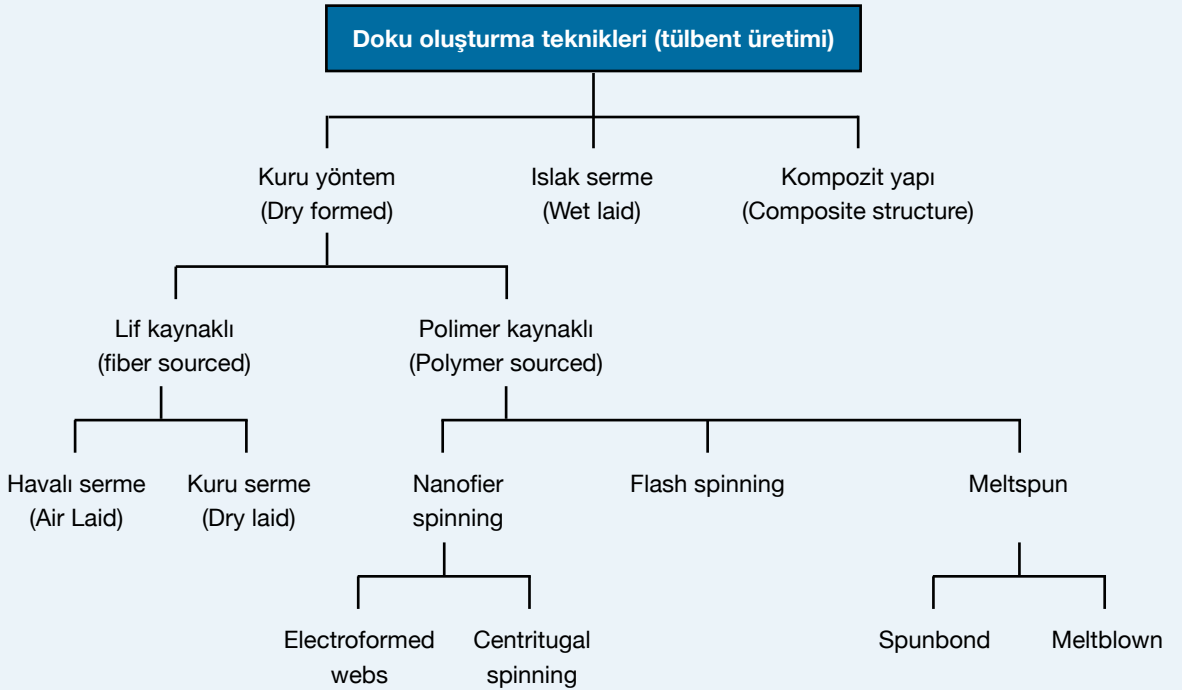 Doku oluşturma teknikleri (tülbent üretimi)
Kuru yöntem
(Dry formed)
Islak serme
(Wet laid)
Kompozit yapı
(Composite structure)
Lif kaynaklı
(fiber sourced)
Polimer kaynaklı
(Polymer sourced)
Havalı serme
(Air Laid)
Kuru serme
(Dry laid)
Nanofier
spinning
Flash spinning
Meltspun
Electroformed
webs
Centritugal
spinning
Spunbond
Meltblown